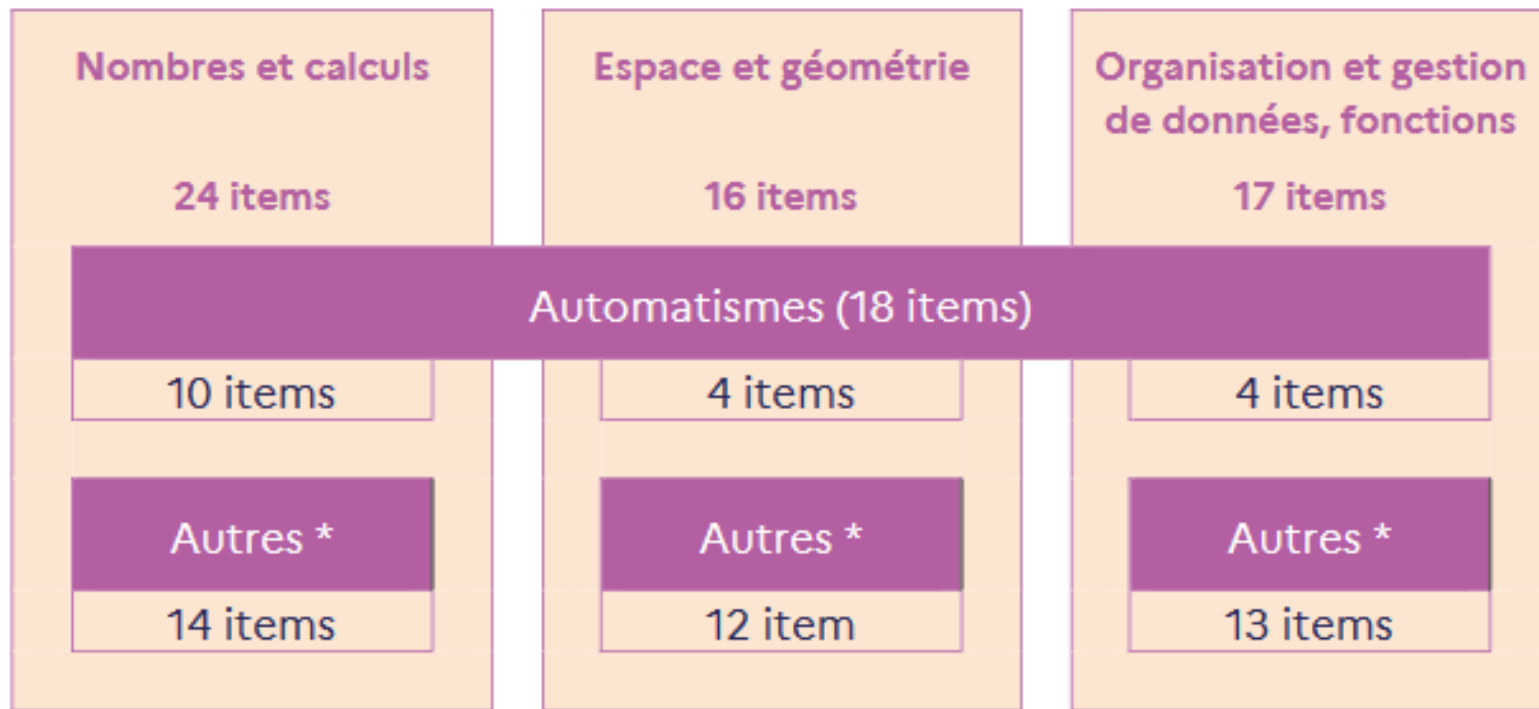 Nombres et calculs
24 items
Espace et géométrie
16 items
Organisation et gestion
de données, fonctions
17 items
Automatismes (18 items)
10 items
4 items
4 items
Autres *
14 items
Autres *
12 item
Autres *
13 items